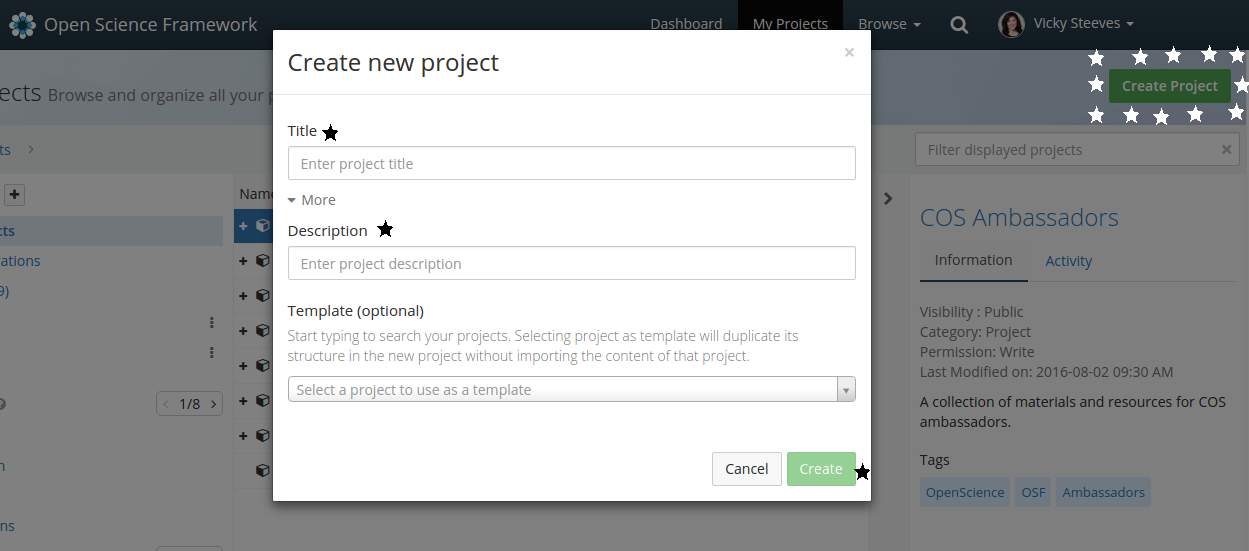 Open Science Framework
Dashboard
My Projects
Browse
Vicky Steeves
Create new project
×
ects Browse and organize all your p
Create Project
Title
Enter project title
ts
Filter displayed projects
×
More
Name
Description
Enter project description
cts
COS Ambassadors
Information
Activity
rations
9)
Template (optional)
Start typing to search your projects. Selecting project as template will duplicate its
structure in the new project without importing the content of that project.
Select a project to use as a template
Visibility : Public
Category: Project
Permission: Write
Last Modified on: 2016-08-02 09:30 AM
A collection of materials and resources for COS
ambassadors.
1/8
Cancel
Create
Tags
OpenScience
OSF
Ambassadors
n
ons